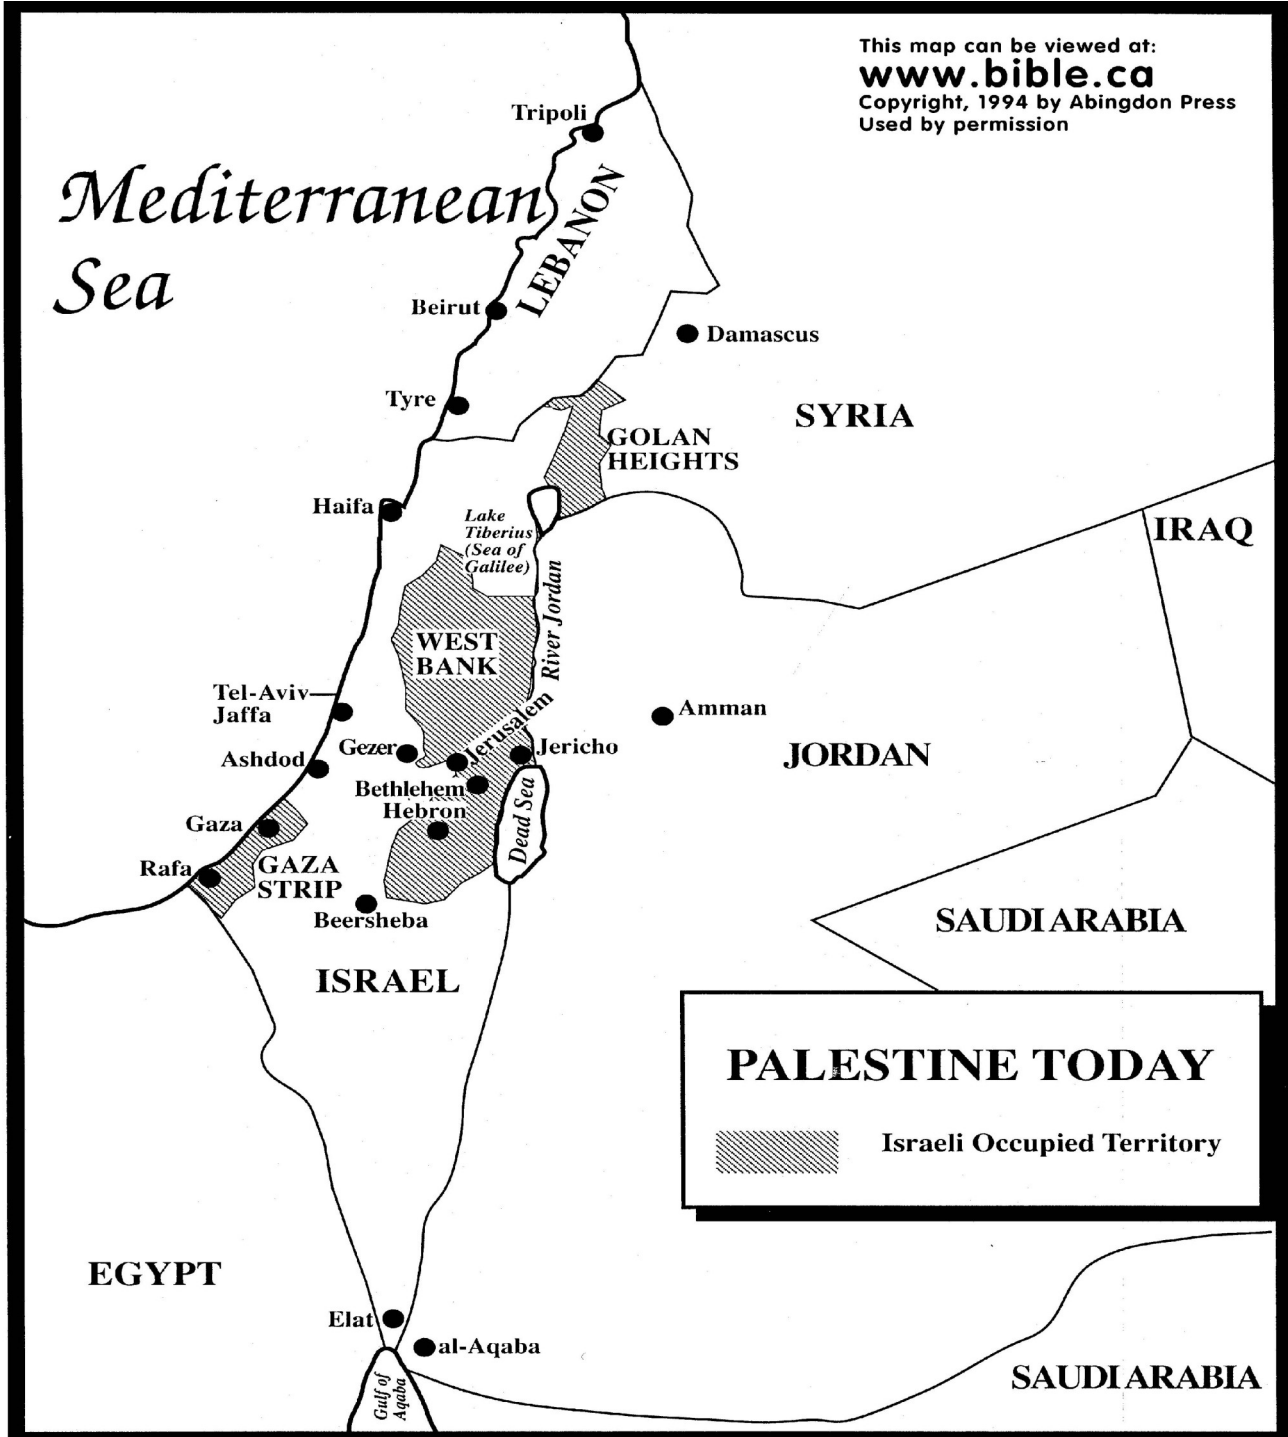 This map can be viewed at:
www.bible.ca
Copyright, 1994 by Abingdon Press
Used by permission
Tripoli
Mediterranean
Sea
LEBANON
Beirut
Damascus
Tyre
SYRIA
GOLAN
HEIGHTS
Haifa
Lake
Tiberius
(Sea of
Galilee)
IRAQ
River Jordan
WEST
BANK
Tel-Aviv
Jaffa
Amman
Jerusalem
Gezer
Jericho
JORDAN
Ashdod
Bethlehem
Hebron
Dead Sea
Gaza
Rafa
GAZA
STRIP
Beersheba
SAUDI ARABIA
ISRAEL
PALESTINE TODAY
Israeli Occupied Territory
EGYPT
Elat
al-Aqaba
Gulf of
Aqaba
SAUDI ARABIA